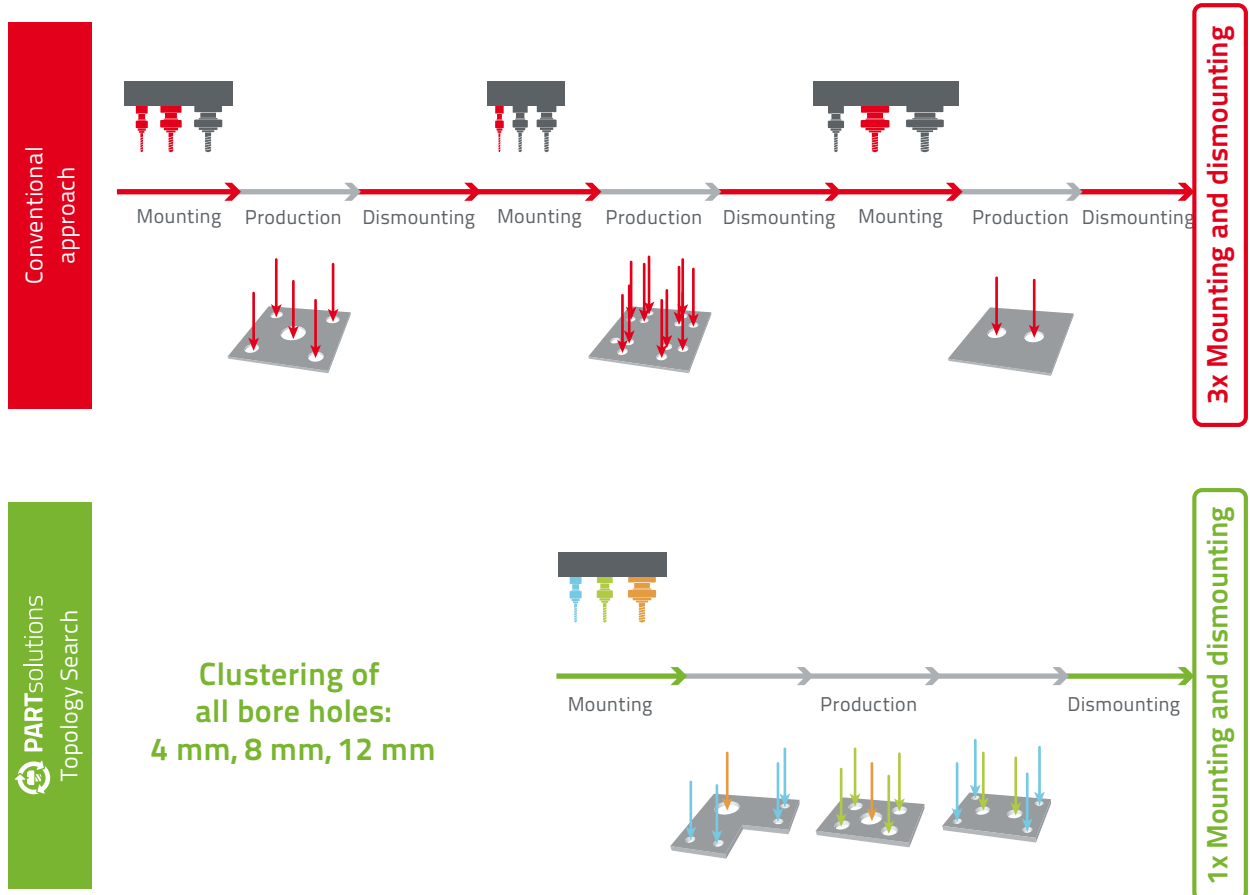 Conventional
approach
Mounting
Production
Dismounting
Mounting
Production
Dismounting
Mounting
Production
Dismounting
3x Mounting and dismounting
PARTsolutions
Topology Search
Clustering of
all bore holes:
4 mm, 8 mm, 12 mm
Mounting
Production
Dismounting
1x Mounting and dismounting